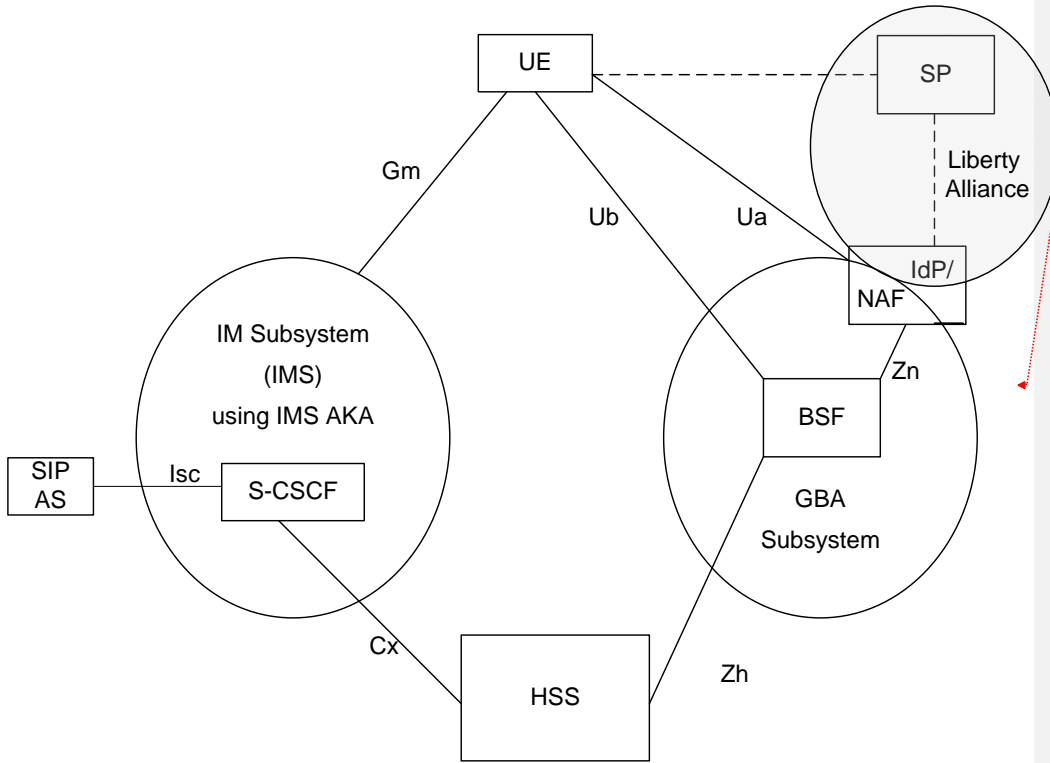 UE
SP
Liberty
Alliance
Gm
Ub
Ua
IdP/
NAF
IM Subsystem
(IMS)
using IMS AKA
Zn
BSF
SIP
AS
Isc
S-CSCF
GBA
Subsystem
Cx
HSS
Zh